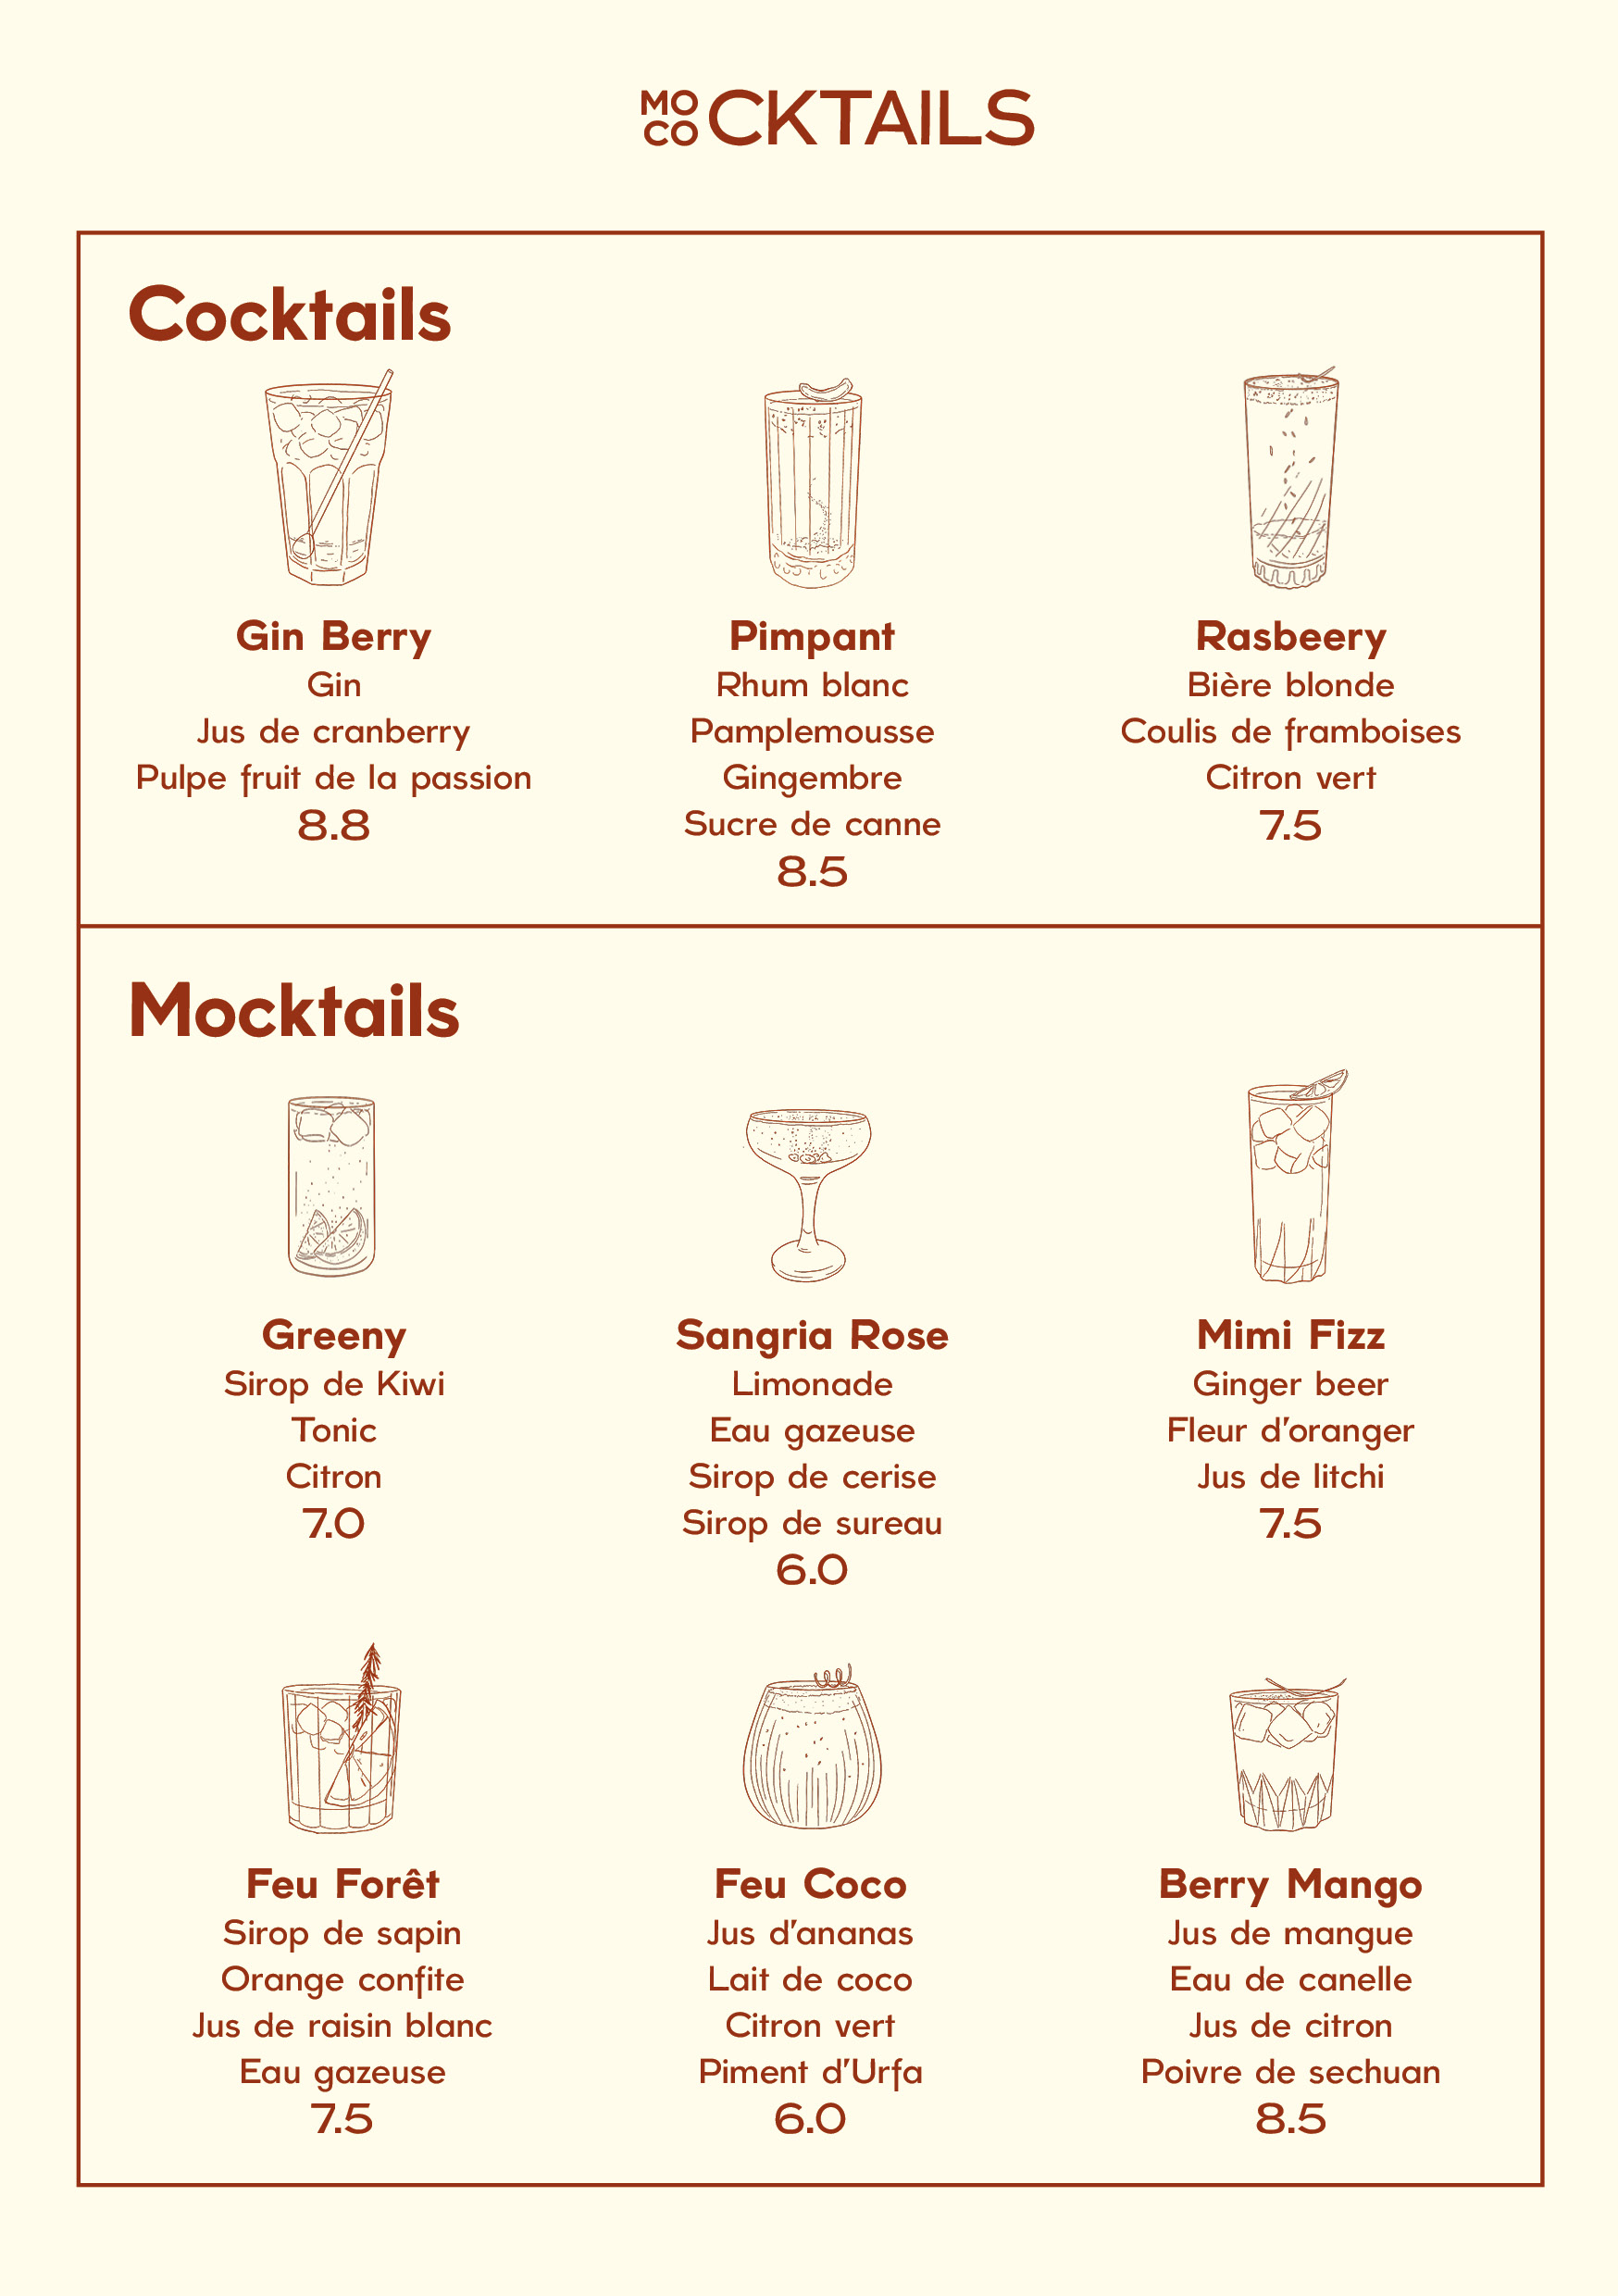 MOCOCKTAILS
Cocktails
Gin Berry
Gin
Jus de cranberry
Pulpe fruit de la passion
8.8
Pimpant
Rhum blanc
Pamplemousse
Gingembre
Sucre de canne
8.5
Rasbeery
Bière blonde
Coulis de framboises
Citron vert
7.5
Mocktails
Greeny
Sirop de Kiwi
Tonic
Citron
7.0
Sangria Rose
Limonade
Eau gazeuse
Sirop de cerise
Sirop de sureau
6.0
Mimi Fizz
Ginger beer
Fleur d'oranger
Jus de litchi
7.5
Feu Forêt
Sirop de sapin
Orange confite
Jus de raisin blanc
Eau gazeuse
7.5
Feu Coco
Jus d'ananas
Lait de coco
Citron vert
Piment d'Urfa
6.0
Berry Mango
Jus de mangue
Eau de canelle
Jus de citron
Poivre de sechuan
8.5